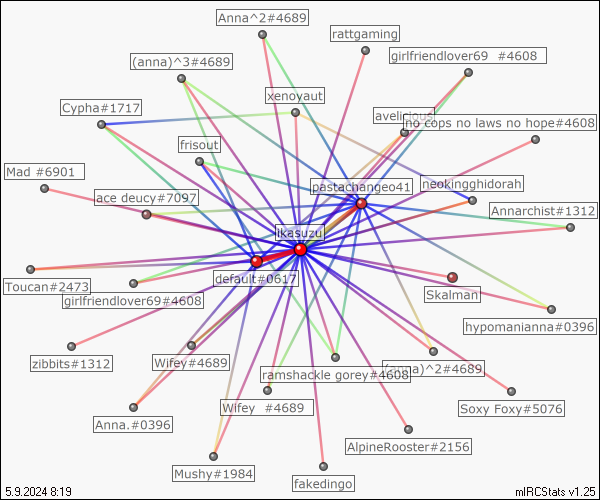 Anna^2#4689
rattgaming
girlfriendlover69 #4608
(anna)^3#4689
xenoyaut
Cypha#1717
avelicious
no cops no laws no hope#4608
frisout
Mad #6901
pastachangeo41
neokingghidorah
ace deucy#7097
Annarchist#1312
ikasuzu
default#0617
Toucan#2473
Skalman
girlfriendlover69#4608
hypomanianna#0396
zibbits#1312
Wifey#4689
ramshackle gorey#4608
)^2#4689
Wifey #4689
Soxy Foxy#5076
Anna.#0396
AlpineRooster#2156
Mushy#1984
fakedingo
5.9.2024 8:19
mIRCStats v1.25